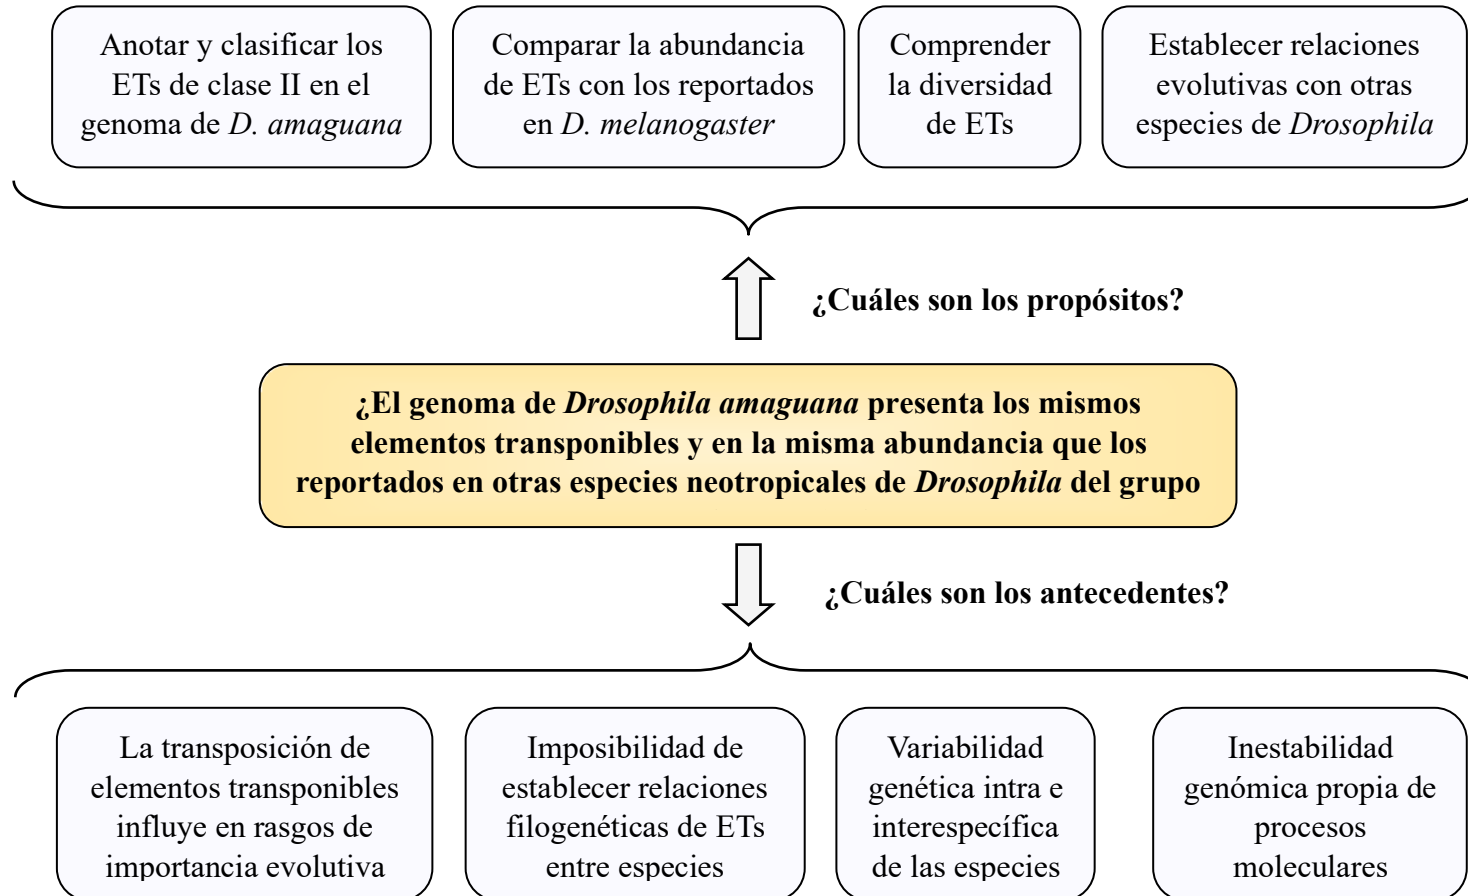 Anotar y clasificar los
ETs de clase II en el
genoma de D. amaguana
Comparar la abundancia
de ETs con los reportados
en D. melanogaster
Comprender
la diversidad
de ETs
Establecer relaciones
evolutivas con otras
especies de Drosophila
¿Cuáles son los propósitos?
¿El genoma de Drosophila amaguana presenta los mismos
elementos transponibles y en la misma abundancia que los
reportados en otras especies neotropicales de Drosophila del grupo
¿Cuáles son los antecedentes?
La transposición de
elementos transponibles
influye en rasgos de
importancia evolutiva
Imposibilidad de
establecer relaciones
filogenéticas de ETs
entre especies
Variabilidad
genética intra e
interespecífica
de las especies
Inestabilidad
genómica propia de
procesos
moleculares